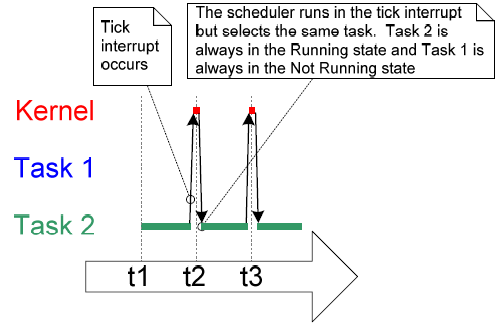 Tick
interrupt
occurs
The scheduler runs in the tick interrupt
but selects the same task.  Task 2 is
always in the Running state and Task 1 is
always in the Not Running state
Kernel
Task 1
Task 2
t1 t2 t3